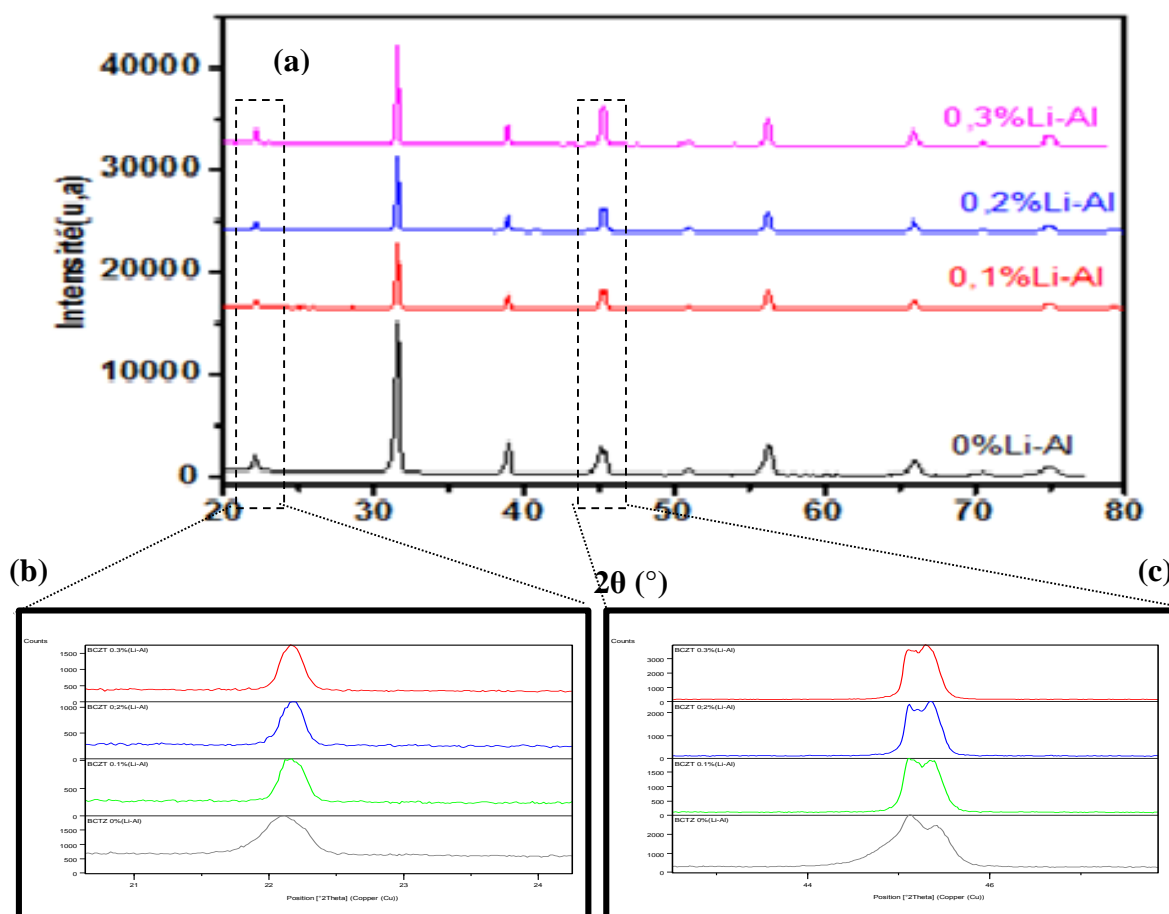 (a)
40000
30000
20000
10000
0
Intensité(u,a)
0,3%Li-Al
0,2%Li-Al
0,1%Li-Al
0%Li-Al
20 30 40 50 60 70 80
2θ (°)
(b)
Counts
BCZT 0.3%(Li-Al)
1500
1000
500
0
BCZT 0;2%(Li-Al)
1000
500
0
BCZT 0.1%(Li-Al)
500
0
BCTZ 0%(Li-Al)
1500
1000
500
0
21 22 23 24
Position [°2Theta] (Copper (Cu))
(c)
Counts
BCZT 0.3%(Li-Al)
3000
2000
1000
0
BCZT 0;2%(Li-Al)
2000
1000
0
BCZT 0.1%(Li-Al)
1500
1000
500
0
BCTZ 0%(Li-Al)
2000
1000
0
44 46
Position [°2Theta] (Copper (Cu))